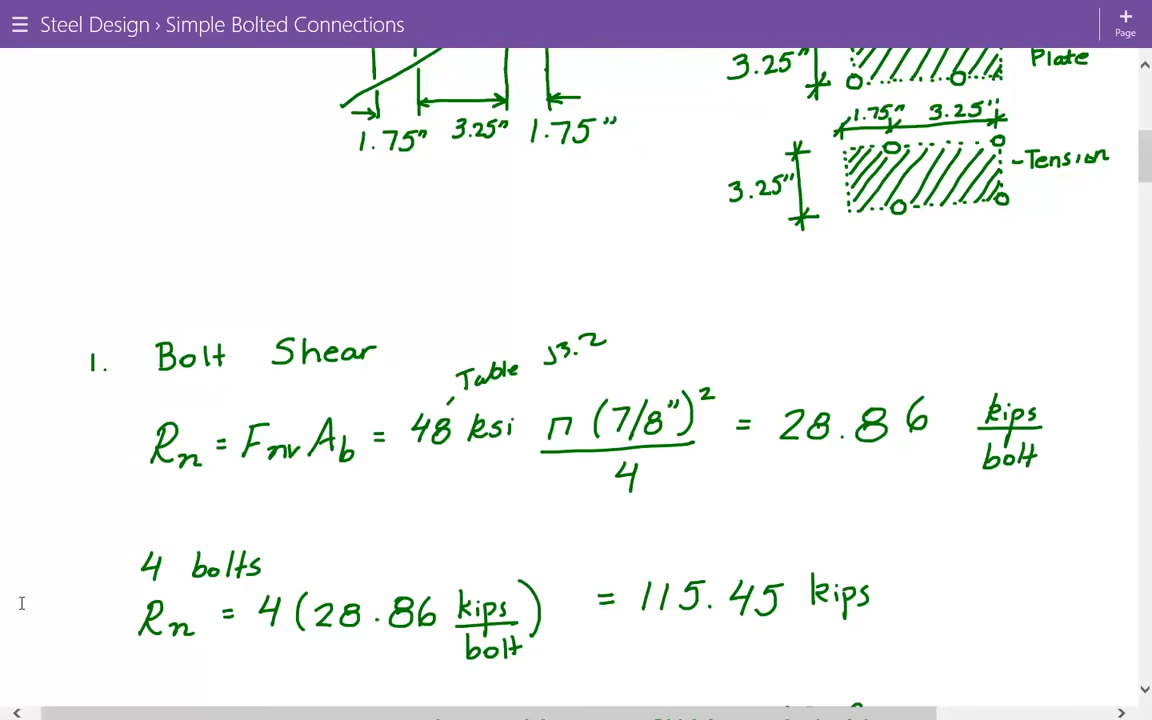 Steel Design › Simple Bolted Connections
+
Page
3.25"
Plate
1.75" 3.25"
1.75" 3.25" 1.75"
3.25"
-Tension
1. Bolt Shear
Table J3.2
Rn = Fnv Ab = 48 ksi π (7/8")² / 4 = 28.86 kips/bolt
4 bolts
Rn = 4(28.86 kips/bolt) = 115.45 kips